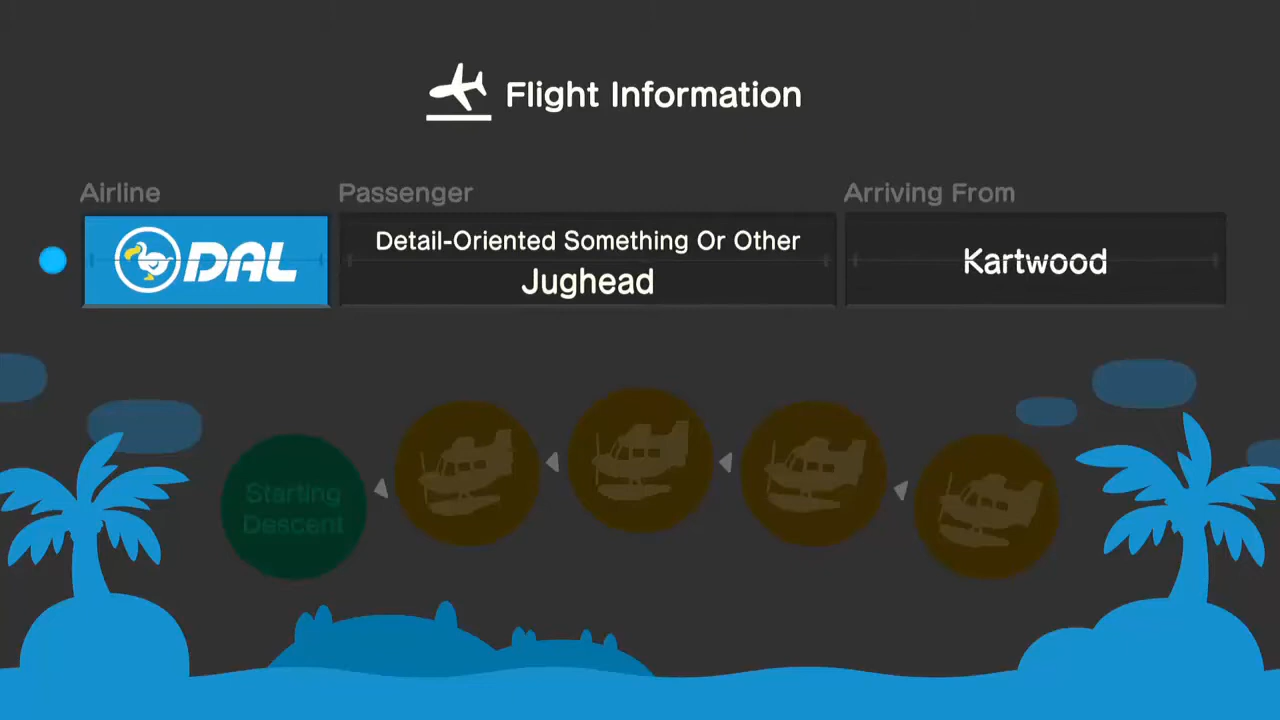 Flight Information
Airline
Passenger
Arriving From
DAL
Detail-Oriented Something Or Other
Jughead
Kartwood
Starting
Descent